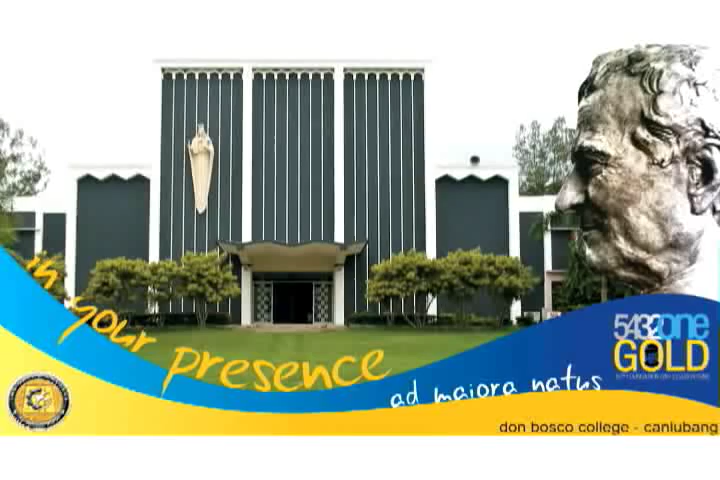 in your presence
ad maiora natus
5432one
GOLD
don bosco college - canlubang